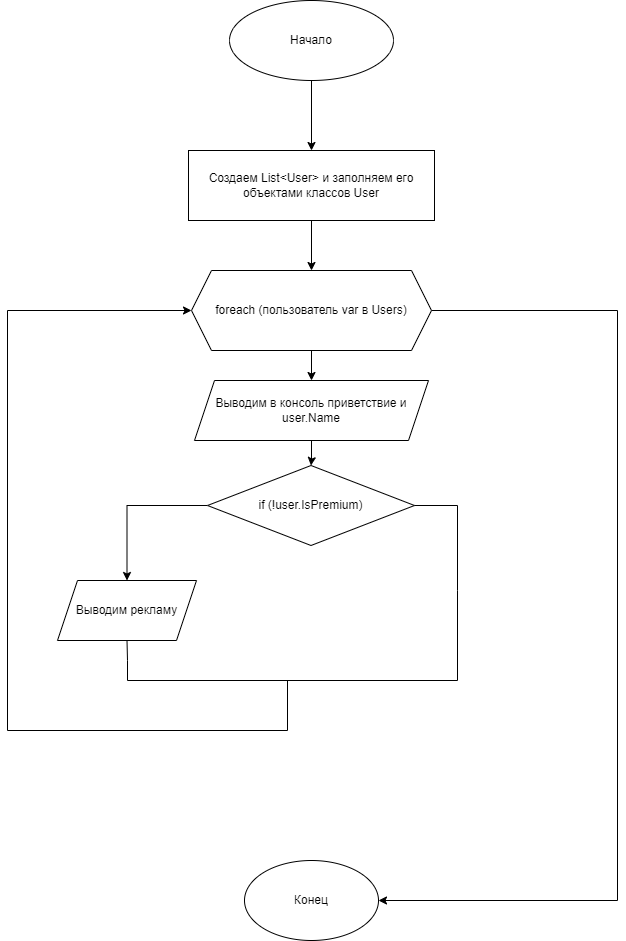 Начало
Создаем List<User> и заполняем его
объектами классов User
foreach (пользователь var в Users)
Выводим в консоль приветствие и
user.Name
if (!user.IsPremium)
Выводим рекламу
Конец